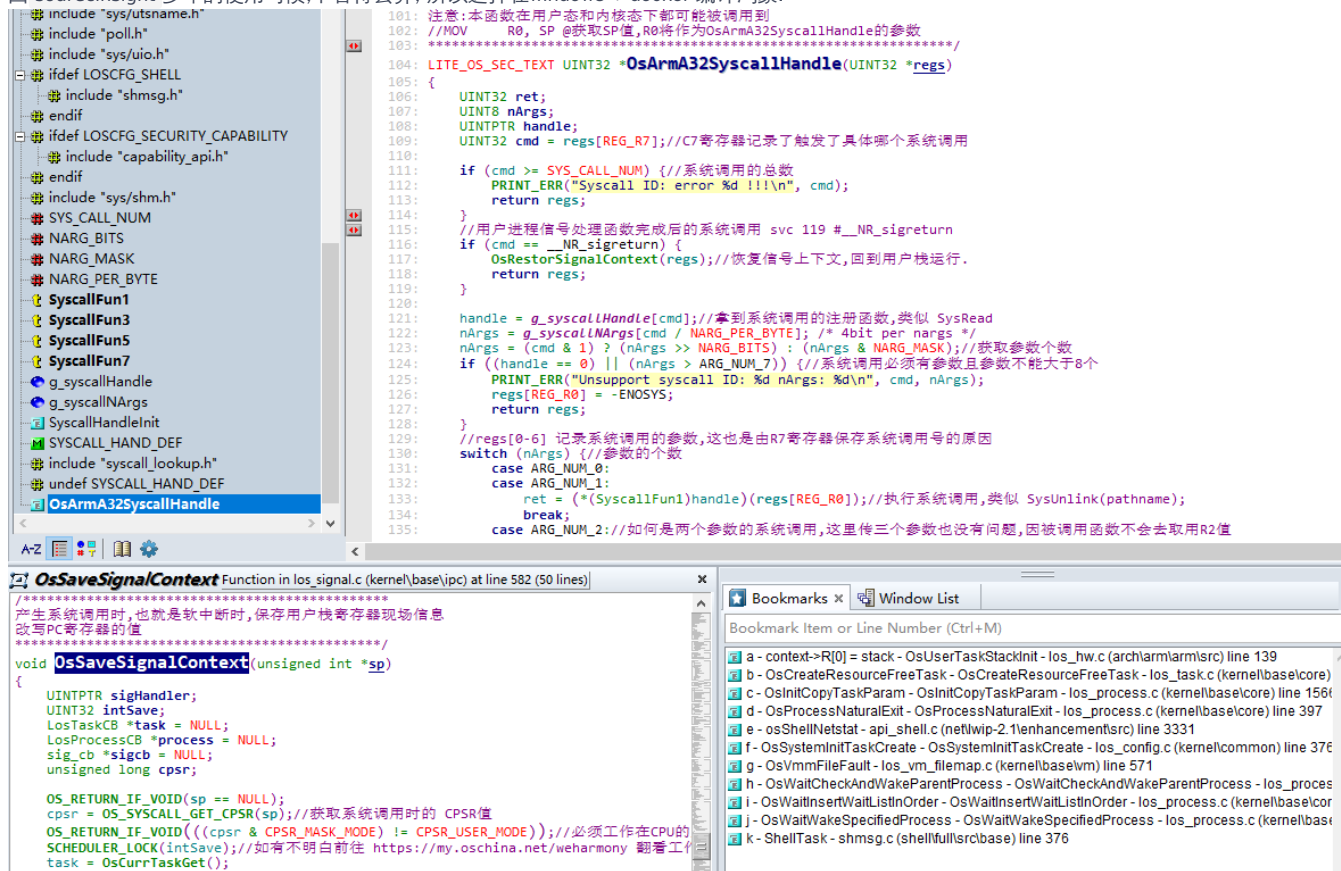 include "sys/utsname.h"
include "poll.h"
include "sys/uio.h"
ifdef LOSCFG_SHELL
include "shmsg.h"
endif
ifdef LOSCFG_SECURITY_CAPABILITY
include "capability_api.h"
endif
include "sys/shm.h"
SYS_CALL_NUM
NARG_BITS
NARG_MASK
NARG_PER_BYTE
SyscallFun1
SyscallFun3
SyscallFun5
SyscallFun7
g_syscallHandle
g_syscallNArgs
SyscallHandleInit
SYSCALL_HAND_DEF
include "syscall_lookup.h"
undef SYSCALL_HAND_DEF
OsArmA32SyscallHandle
A-Z
101: 注意:本函数在用户态和内核态下都可能被调用到
102: //MOV R0, SP @获取SP值,R0将作为OsArmA32SyscallHandle的参数
103: *****************************************************************/
104: LITE_OS_SEC_TEXT UINT32 *OsArmA32SyscallHandle(UINT32 *regs)
105: {
106: UINT32 ret;
107: UINT8 nArgs;
108: UINTPTR handle;
109: UINT32 cmd = regs[REG_R7];//C7寄存器记录了触发了具体哪个系统调用
110:
111: if (cmd >= SYS_CALL_NUM) {//系统调用的总数
112: PRINT_ERR("Syscall ID: error %d !!!\n", cmd);
113: return regs;
114: }
115: //用户进程信号处理函数完成后的系统调用 svc 119 #__NR_sigreturn
116: if (cmd == __NR_sigreturn) {
117: OsRestorSignalContext(regs);//恢复信号上下文,回到用户栈运行.
118: return regs;
119: }
120:
121: handle = g_syscallHandle[cmd];//拿到系统调用的注册函数,类似 SysRead
122: nArgs = g_syscallNArgs[cmd / NARG_PER_BYTE]; /* 4bit per nargs */
123: nArgs = (cmd & 1) ? (nArgs >> NARG_BITS) : (nArgs & NARG_MASK);//获取参数个数
124: if ((handle == 0) || (nArgs > ARG_NUM_7)) {//系统调用必须有参数且参数不能大于8个
125: PRINT_ERR("Unsupport syscall ID: %d nArgs: %d\n", cmd, nArgs);
126: regs[REG_R0] = -ENOSYS;
127: return regs;
128: }
129: //regs[0-6] 记录系统调用的参数,这也是由R7寄存器保存系统调用号的原因
130: switch (nArgs) {//参数的个数
131: case ARG_NUM_0:
132: case ARG_NUM_1:
133: ret = (*(SyscallFun1)handle)(regs[REG_R0]);//执行系统调用,类似 SysUnlink(pathname);
134: break;
135: case ARG_NUM_2://如何是两个参数的系统调用,这里传三个参数也没有问题,因被调用函数不会去取用R2值
OsSaveSignalContext Function in los_signal.c (kernel\base\ipc) at line 582 (50 lines)
/***********************************************
产生系统调用时,也就是软中断时,保存用户栈寄存器现场信息
改写PC寄存器的值
***********************************************/
void OsSaveSignalContext(unsigned int *sp)
{
UINTPTR sigHandler;
UINT32 intSave;
LosTaskCB *task = NULL;
LosProcessCB *process = NULL;
sig_cb *sigcb = NULL;
unsigned long cpsr;
OS_RETURN_IF_VOID(sp == NULL);
cpsr = OS_SYSCALL_GET_CPSR(sp);//获取系统调用时的 CPSR值
OS_RETURN_IF_VOID(((cpsr & CPSR_MASK_MODE) != CPSR_USER_MODE));//必须工作在CPU的
SCHEDULER_LOCK(intSave);//如有不明白前往 https://my.oschina.net/weharmony 翻看工
task = OsCurrTaskGet();
Bookmarks Window List
Bookmark Item or Line Number (Ctrl+M)
a - context->R[0] = stack - OsUserTaskStackInit - los_hw.c (arch\arm\arm\src) line 139
b - OsCreateResourceFreeTask - OsCreateResourceFreeTask - los_task.c (kernel\base\core)
c - OsInitCopyTaskParam - OsInitCopyTaskParam - los_process.c (kernel\base\core) line 156
d - OsProcessNaturalExit - OsProcessNaturalExit - los_process.c (kernel\base\core) line 397
e - osShellNetstat - api_shell.c (net\lwip-2.1\enhancement\src) line 3331
f - OsSystemInitTaskCreate - OsSystemInitTaskCreate - los_config.c (kernel\common) line 376
g - OsVmmFileFault - los_vm_filemap.c (kernel\base\vm) line 571
h - OsWaitCheckAndWakeParentProcess - OsWaitCheckAndWakeParentProcess - los_proces
i - OsWaitInsertWaitListInOrder - OsWaitInsertWaitListInOrder - los_process.c (kernel\base\cor
j - OsWaitWakeSpecifiedProcess - OsWaitWakeSpecifiedProcess - los_process.c (kernel\base
k - ShellTask - shmsg.c (shell\full\src\base) line 376